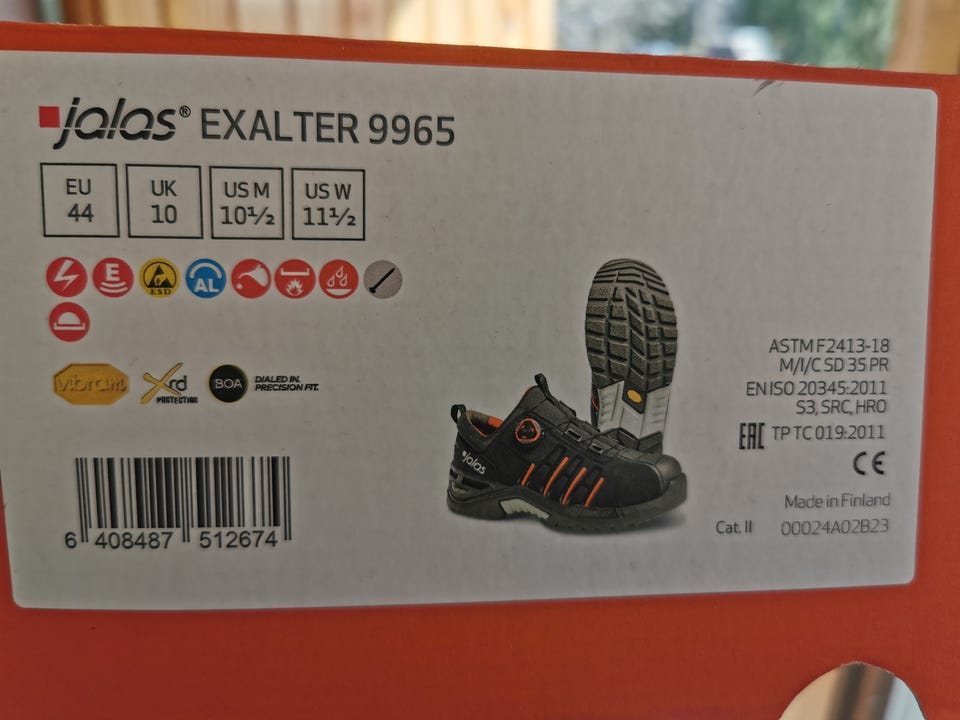 jalas® EXALTER 9965
EU 44
UK 10
US M 10½
US W 11½
E
ESD
AL
vibram
Xrd PROTECTION
BOA
DIALED IN.
PRECISION FIT.
jalas
ASTM F2413-18
M/I/C SD 35 PR
EN ISO 20345:2011
S3, SRC, HRO
EAC TP TC 019:2011
CE
Made in Finland
Cat. II 00024A02B23
6 408487 512674